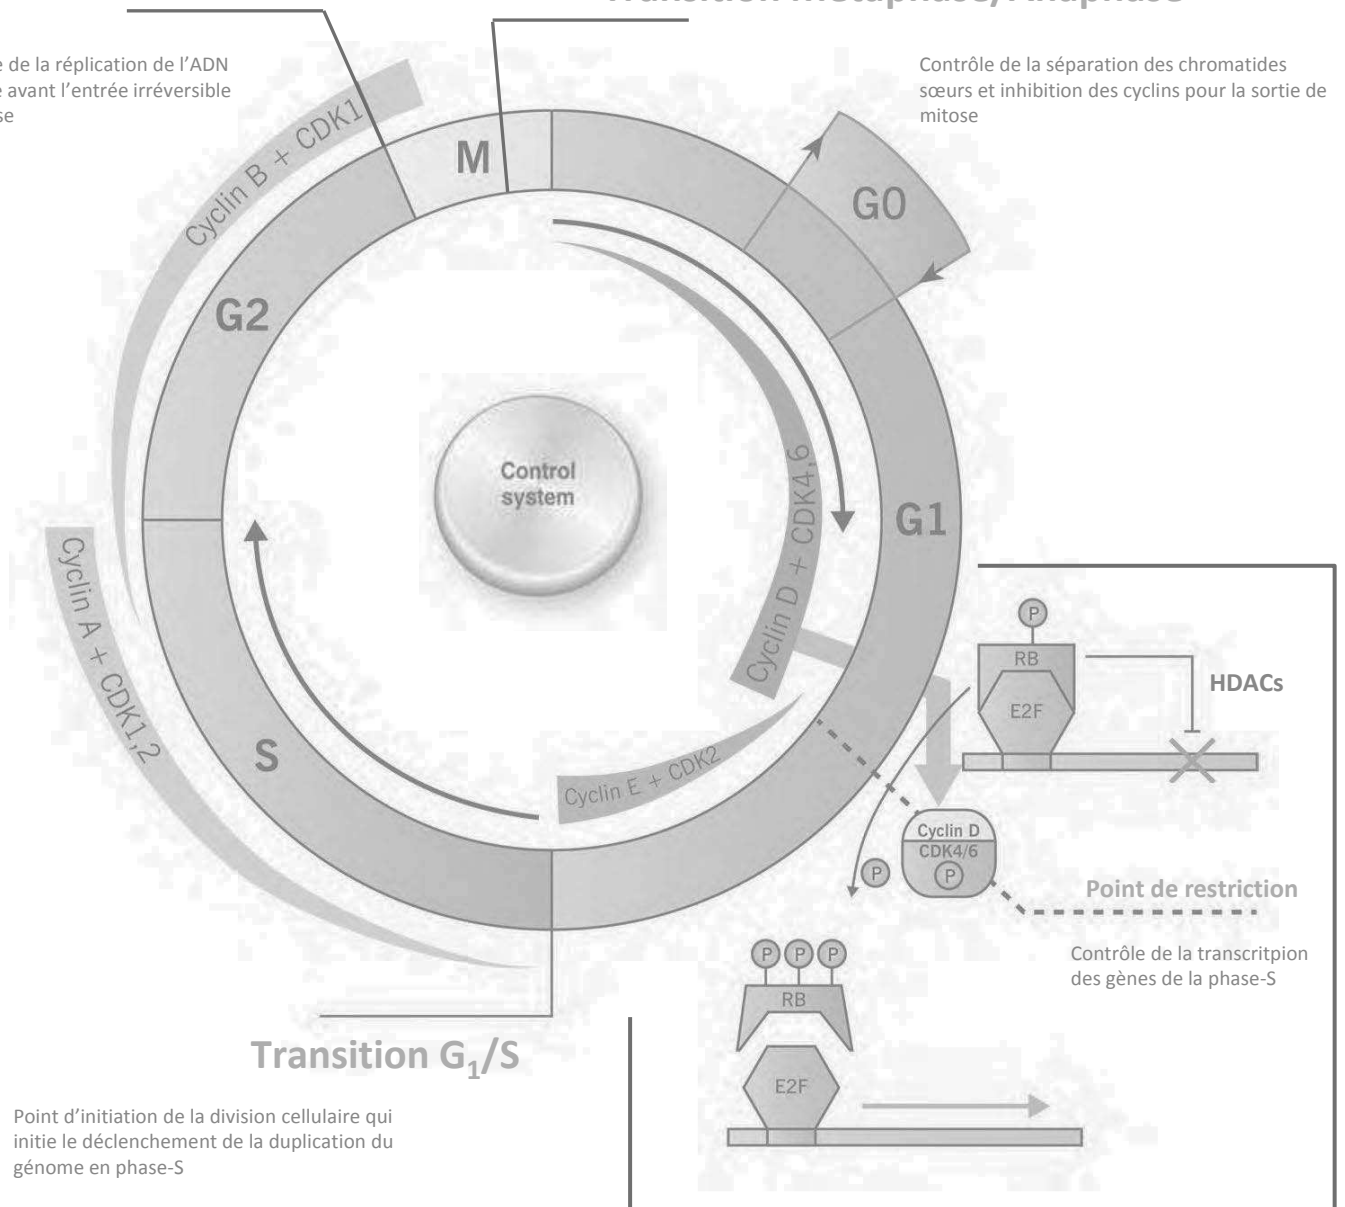 Transition Métaphase/Anaphase
de la réplication de l’ADN
avant l’entrée irréversible
Contrôle de la séparation des chromatides
sœurs et inhibition des cyclins pour la sortie de
mitose
Cyclin B + CDK1
M
G0
G2
Control
system
Cyclin D + CDK4,6
G1
Cyclin A + CDK1,2
P
RB
HDACs
E2F
S
Cyclin E + CDK2
Cyclin D
CDK4/6
P
P
Point de restriction
Contrôle de la transcritpion
des gènes de la phase-S
P P P
RB
Transition G1/S
E2F
Point d’initiation de la division cellulaire qui
initie le déclenchement de la duplication du
génome en phase-S